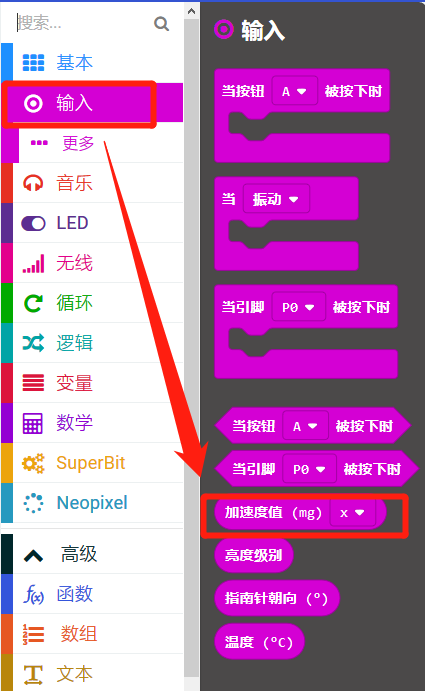 搜索...
基本
输入
更多
音乐
LED
无线
循环
逻辑
变量
数学
SuperBit
Neopixel
高级
函数
数组
文本
输入
当按钮 A 被按下时
当 振动
当引脚 P0 被按下时
当按钮 A 被按下时
当引脚 P0 被按下时
加速度值 (mg) x
亮度级别
指南针朝向 (°)
温度 (°C)